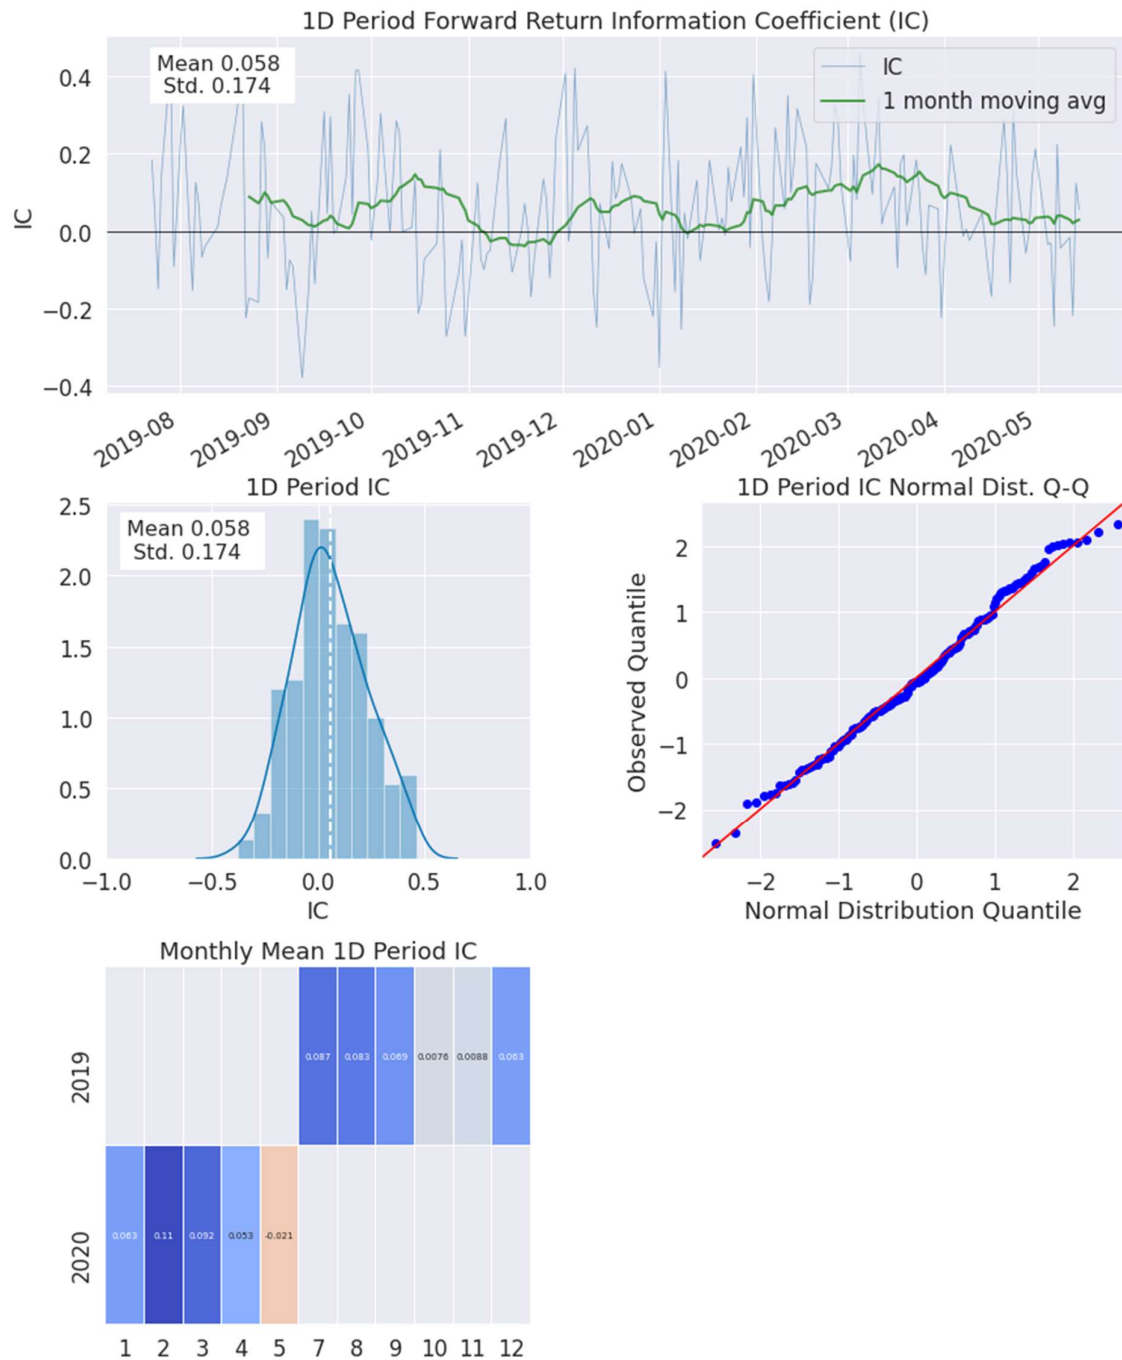 1D Period Forward Return Information Coefficient (IC)
Mean 0.058
Std. 0.174
IC
1 month moving avg
0.4
0.2
0.0
−0.2
−0.4
IC
2019-08
2019-09
2019-10
2019-11
2019-12
2020-01
2020-02
2020-03
2020-04
2020-05
1D Period IC
Mean 0.058
Std. 0.174
2.5
2.0
1.5
1.0
0.5
0.0
−1.0 −0.5 0.0 0.5 1.0
IC
1D Period IC Normal Dist. Q-Q
Observed Quantile
2
1
0
−1
−2
−2 −1 0 1 2
Normal Distribution Quantile
Monthly Mean 1D Period IC
2019
0.087 0.083 0.069 0.0076 0.0088 0.063
2020
0.063 0.11 0.092 0.053 -0.021
1 2 3 4 5 7 8 9 10 11 12